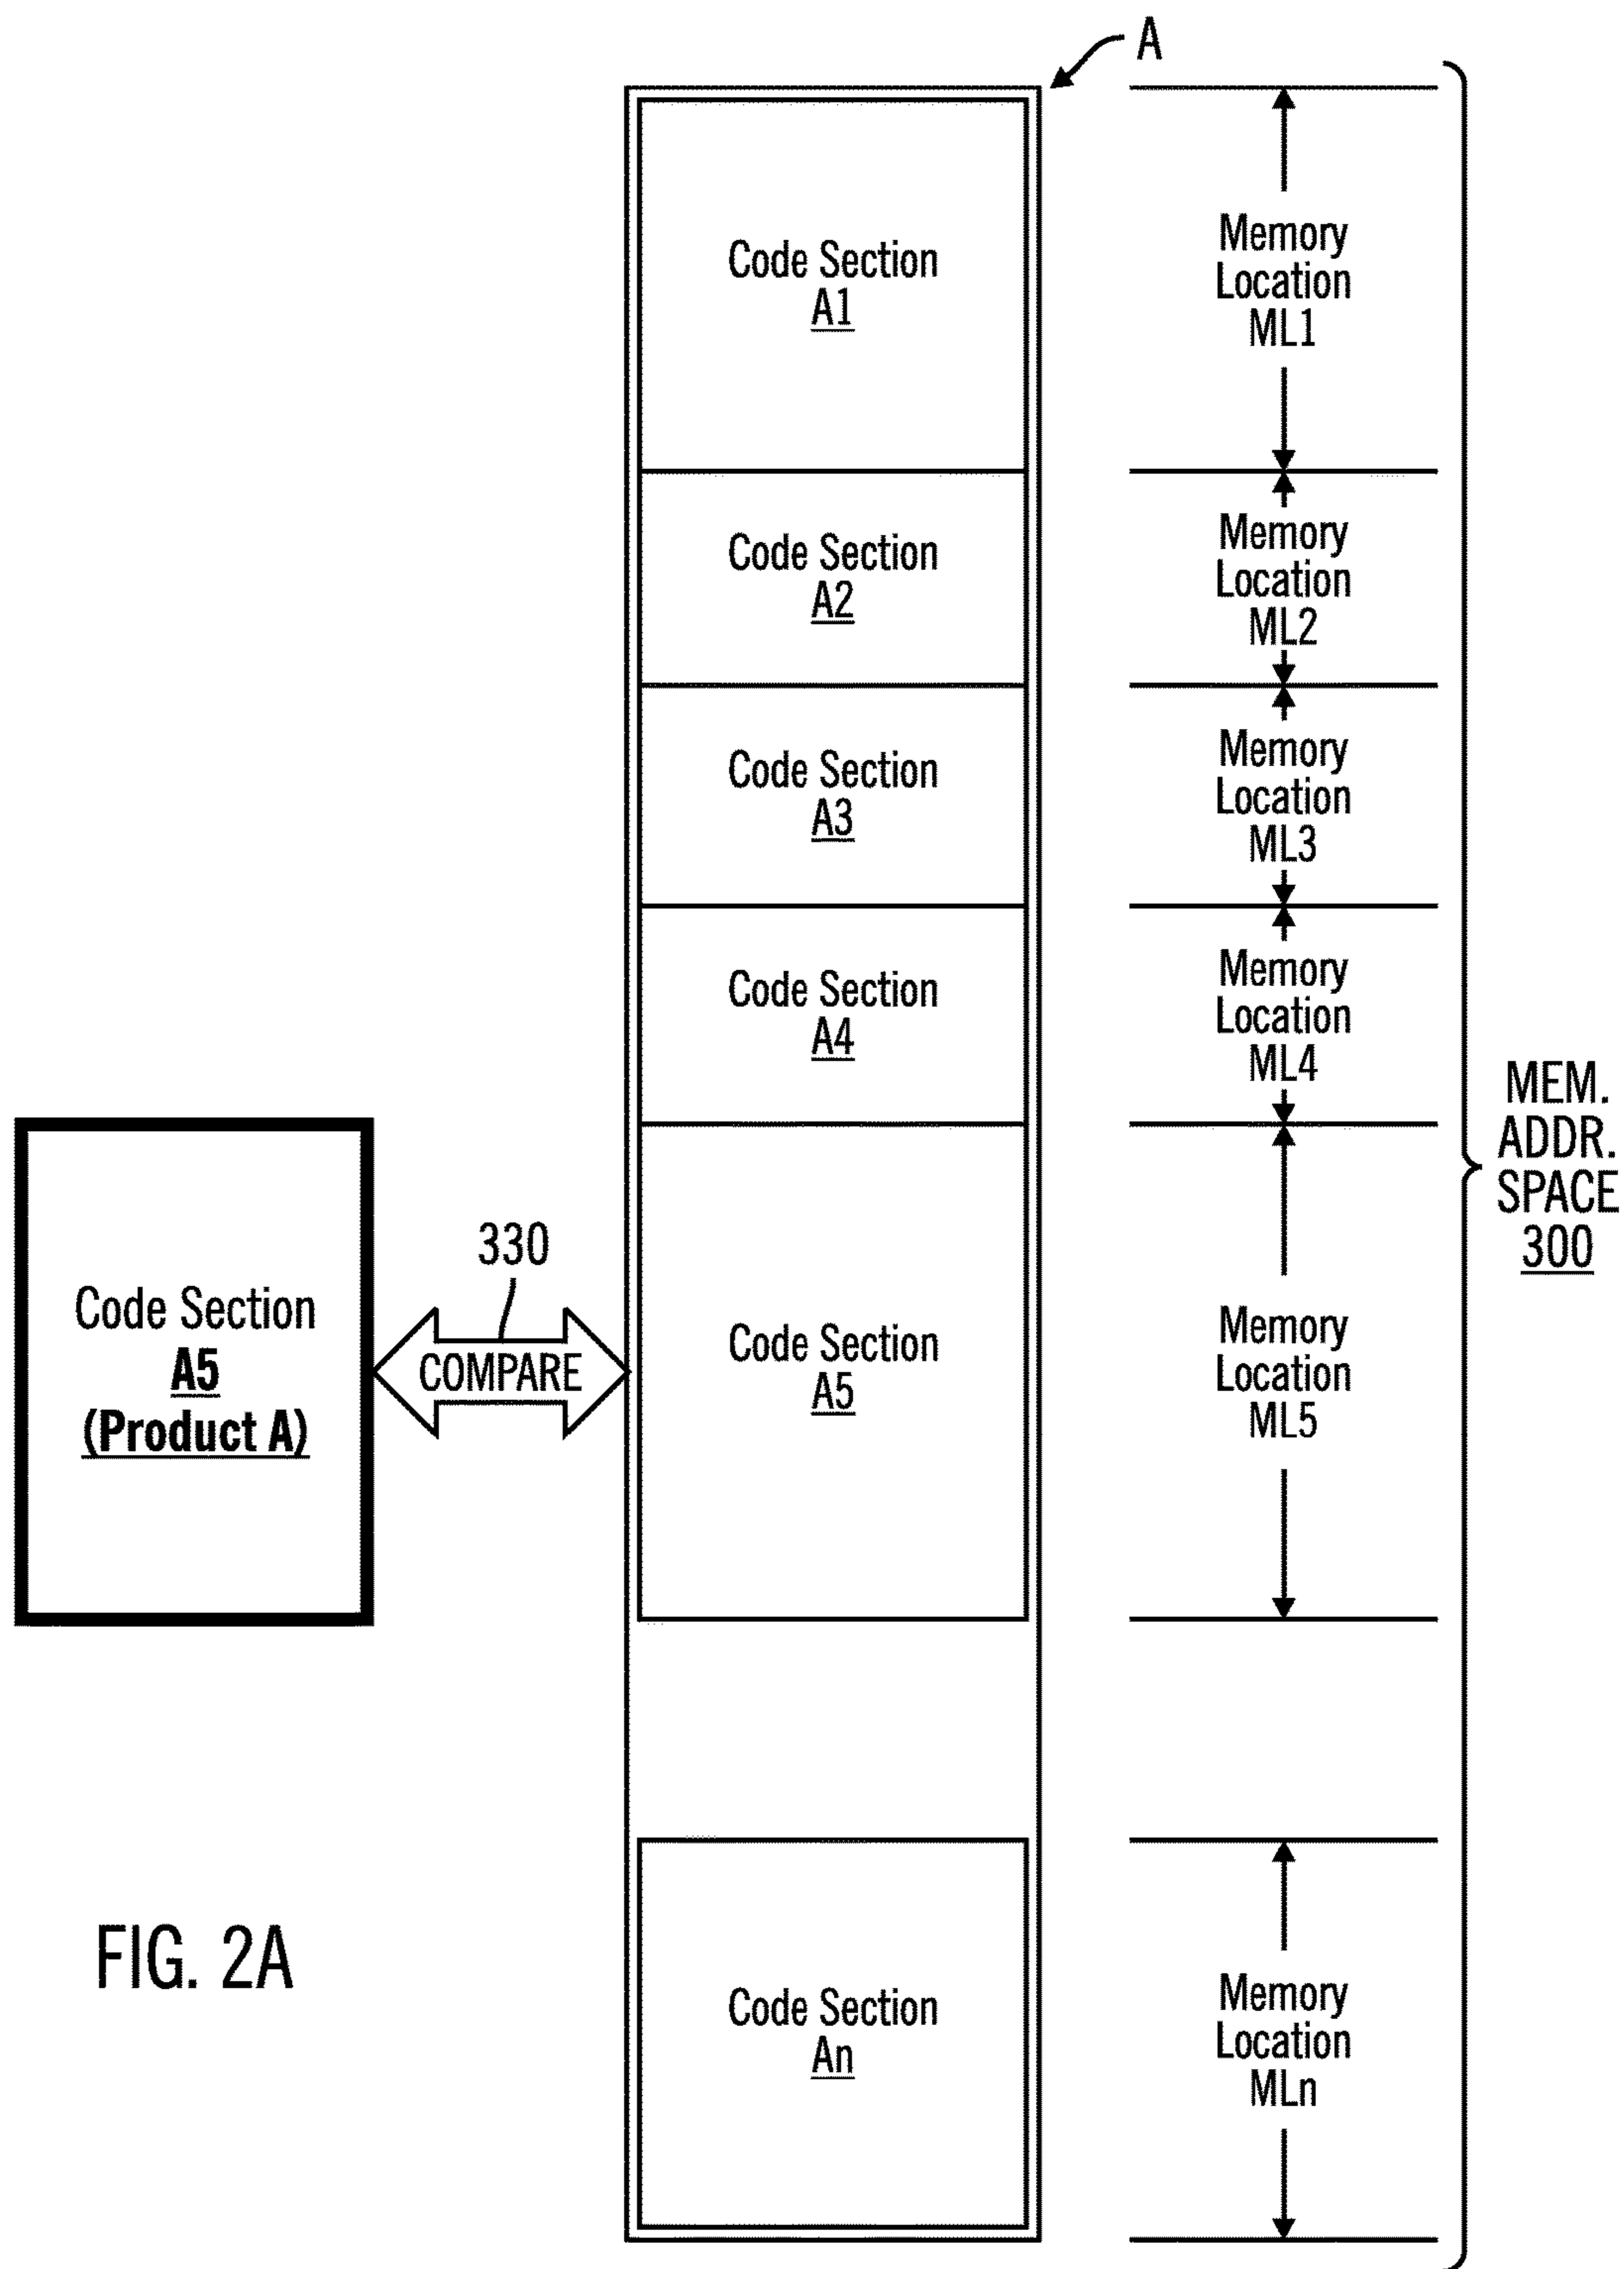 A
Code Section
A1
Memory
Location
ML1
Code Section
A2
Memory
Location
ML2
Code Section
A3
Memory
Location
ML3
Code Section
A4
Memory
Location
ML4
MEM.
ADDR.
SPACE
300
Code Section
A5
(Product A)
330
COMPARE
Code Section
A5
Memory
Location
ML5
Code Section
An
Memory
Location
MLn
FIG. 2A